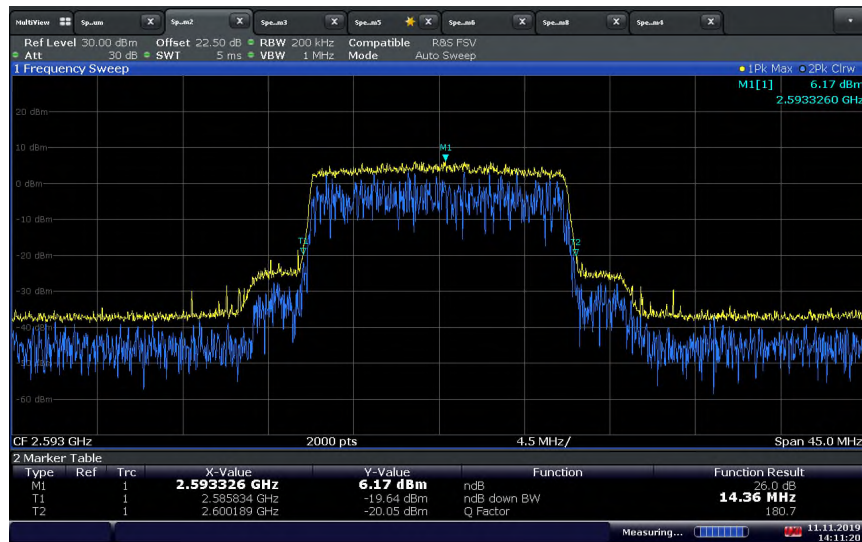 MultiView Sp...um X Sp...m2 X Spe...m3 X Spe...m5 X Spe...m6 X Spe...m8 X Spe...m4 X
Ref Level 30.00 dBm Offset 22.50 dB RBW 200 kHz Compatible R&S FSV
Att 30 dB SWT 5 ms VBW 1 MHz Mode Auto Sweep
1 Frequency Sweep 1Pk Max 2Pk Clrw
M1[1] 6.17 dBm
2.5933260 GHz
20 dBm
10 dBm
M1
0 dBm
-10 dBm
T1 T2
-20 dBm
-30 dBm
-40 dBm
-60 dBm
CF 2.593 GHz 2000 pts 4.5 MHz/ Span 45.0 MHz
2 Marker Table
Type Ref Trc X-Value Y-Value Function Function Result
M1 1 2.593326 GHz 6.17 dBm ndB 26.0 dB
T1 1 2.585834 GHz -19.64 dBm ndB down BW 14.36 MHz
T2 1 2.600189 GHz -20.05 dBm Q Factor 180.7
Measuring... 11.11.2019
14:11:20